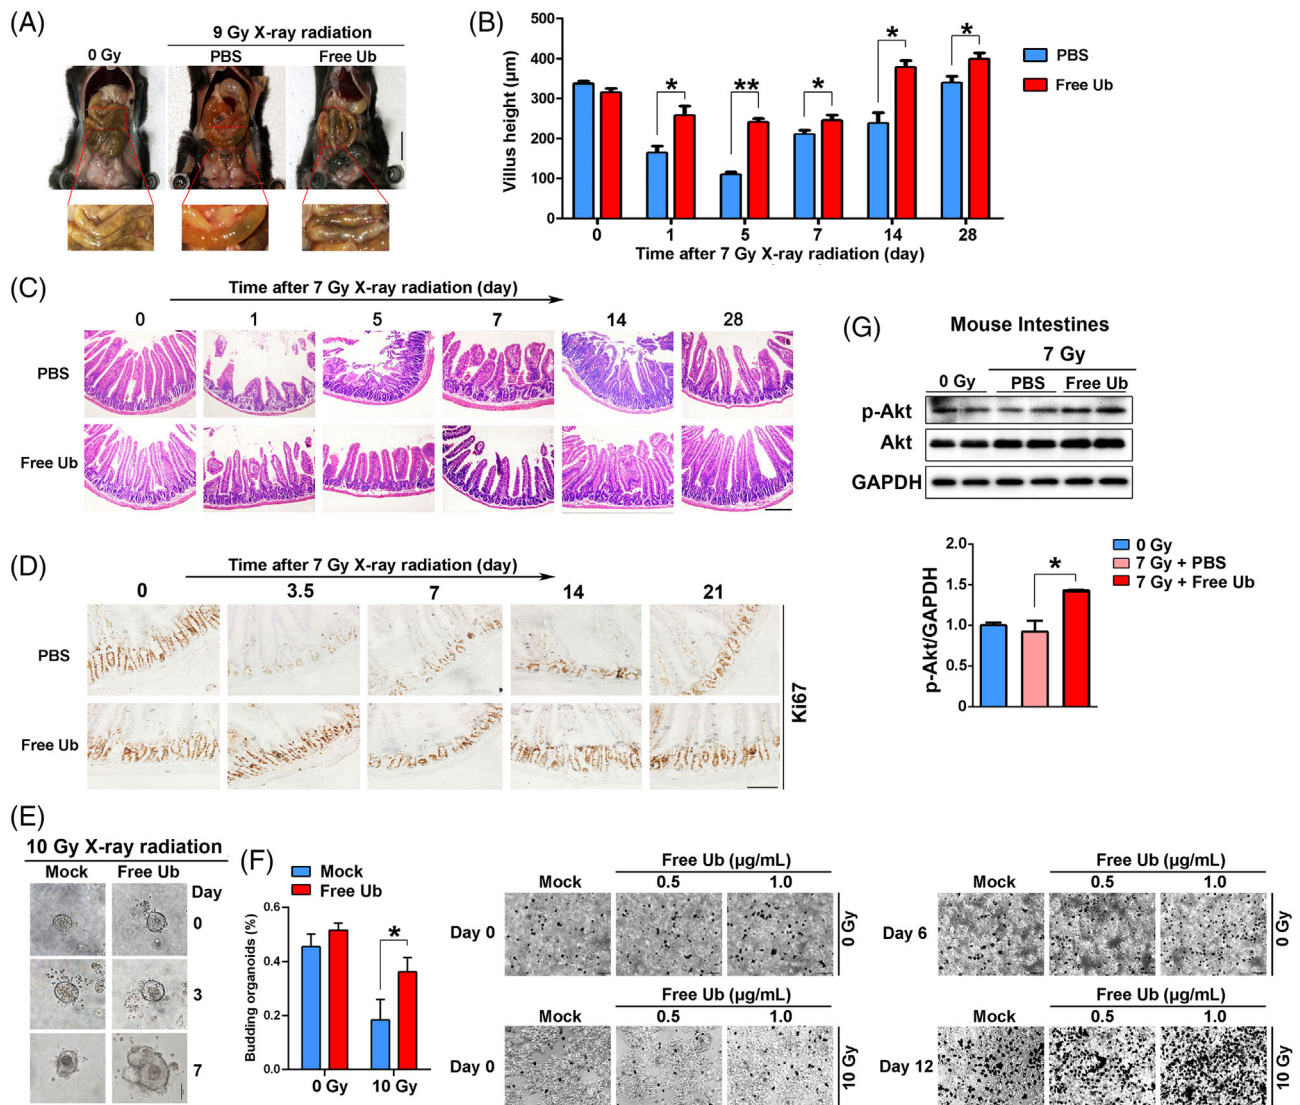 (A)
9 Gy X-ray radiation
0 Gy
PBS
Free Ub
(B)
500
400
300
200
100
0
Villus height (µm)
*
**
*
*
*
PBS
Free Ub
0
1
5
7
14
28
Time after 7 Gy X-ray radiation (day)
(C)
Time after 7 Gy X-ray radiation (day)
0
1
5
7
14
28
PBS
Free Ub
(D)
Time after 7 Gy X-ray radiation (day)
0
3.5
7
14
21
PBS
Free Ub
Ki67
(G)
Mouse Intestines
7 Gy
0 Gy
PBS
Free Ub
p-Akt
Akt
GAPDH
2.0
1.5
1.0
0.5
0
p-Akt/GAPDH
*
0 Gy
7 Gy + PBS
7 Gy + Free Ub
(E)
10 Gy X-ray radiation
Mock
Free Ub
Day
0
3
7
(F)
Mock
Free Ub
0.6
0.4
0.2
0.0
Budding organoids (%)
*
0 Gy
10 Gy
Free Ub (µg/mL)
Mock
0.5
1.0
Day 0
0 Gy
Free Ub (µg/mL)
Mock
0.5
1.0
Day 6
0 Gy
Free Ub (µg/mL)
Mock
0.5
1.0
Day 0
10 Gy
Free Ub (µg/mL)
Mock
0.5
1.0
Day 12
10 Gy